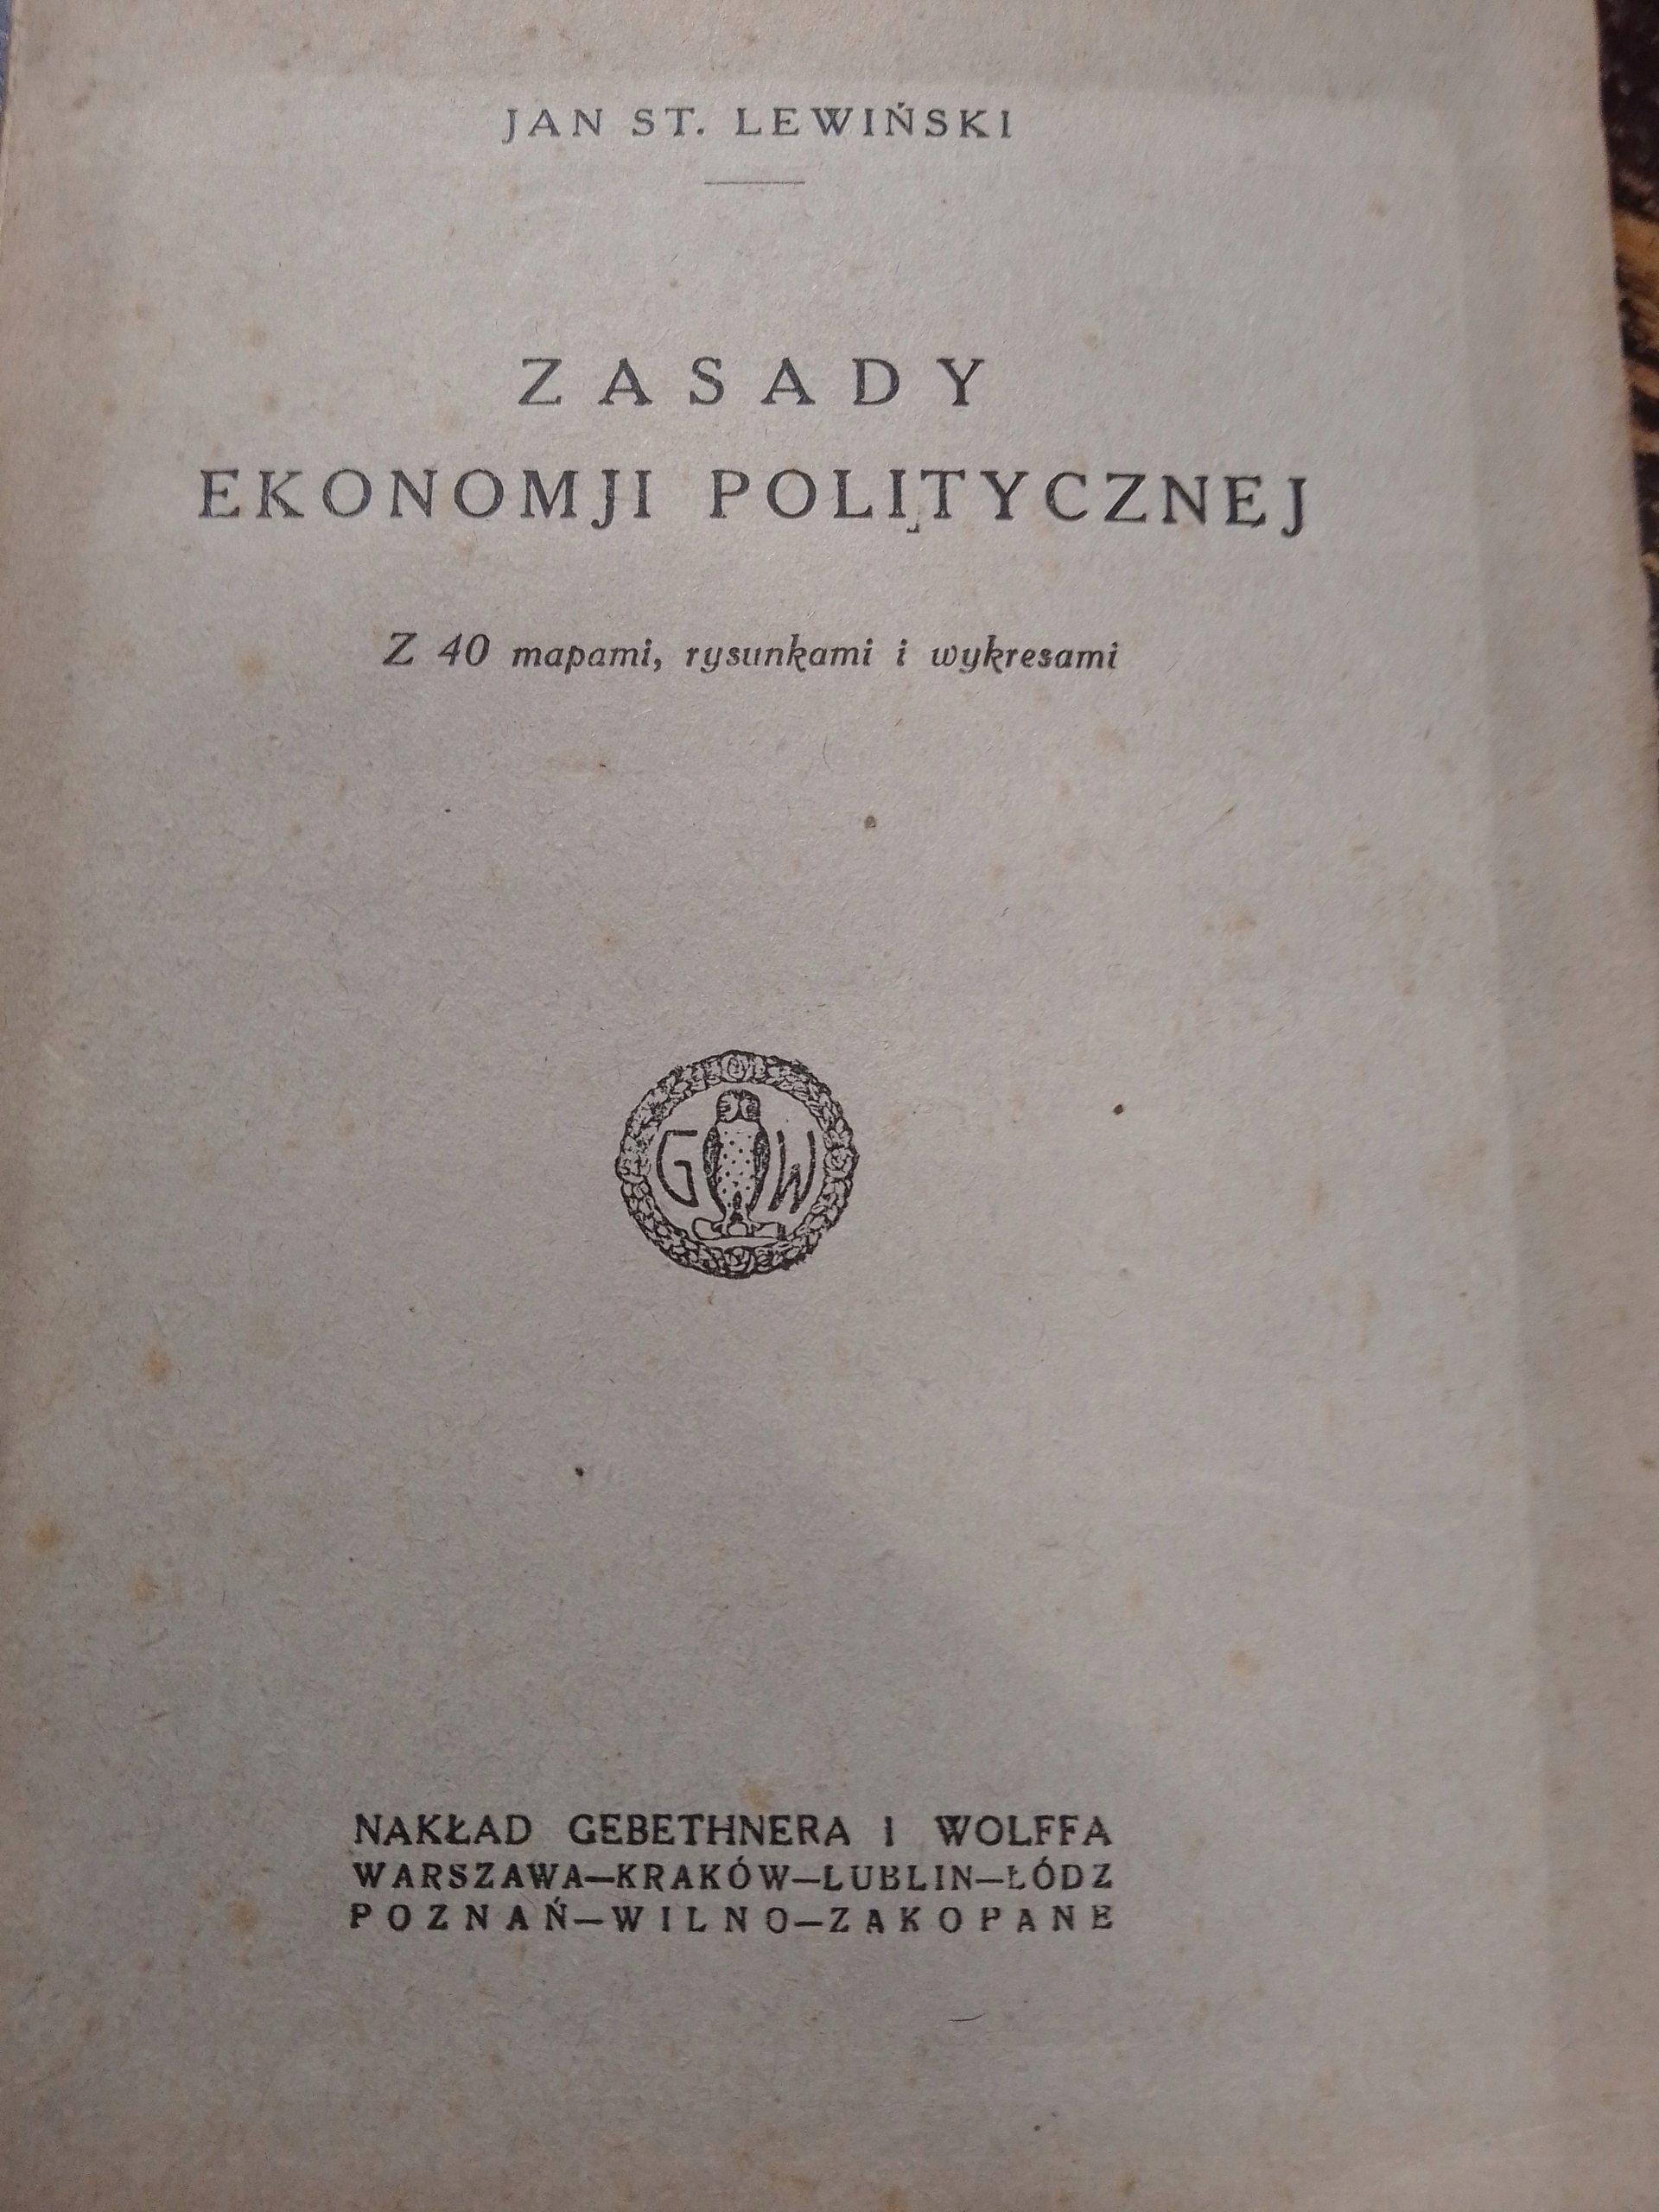 JAN ST. LEWIŃSKI
ZASADY
EKONOMJI POLITYCZNEJ
Z 40 mapami, rysunkami i wykresami
G W
NAKŁAD GEBETHNERA I WOLFFA
WARSZAWA—KRAKÓW—LUBLIN—ŁÓDZ
POZNAŃ—WILNO—ZAKOPANE